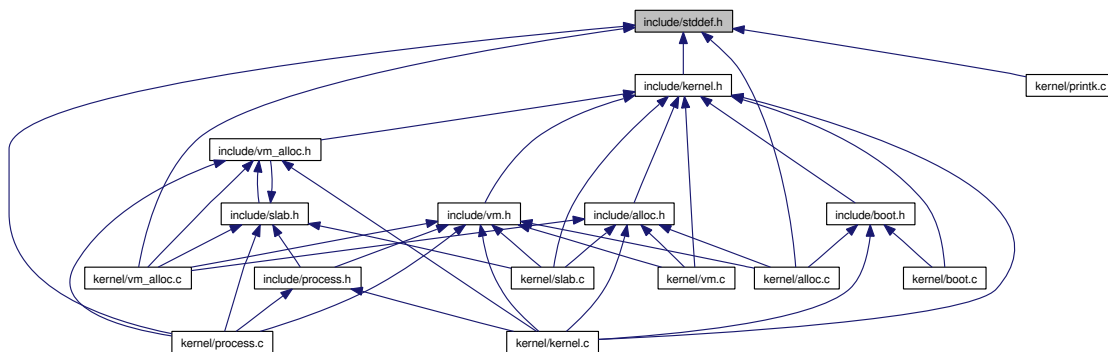 include/stddef.h
include/kernel.h
kernel/printk.c
include/vm_alloc.h
include/slab.h
include/vm.h
include/alloc.h
include/boot.h
kernel/vm_alloc.c
include/process.h
kernel/slab.c
kernel/vm.c
kernel/alloc.c
kernel/boot.c
kernel/process.c
kernel/kernel.c